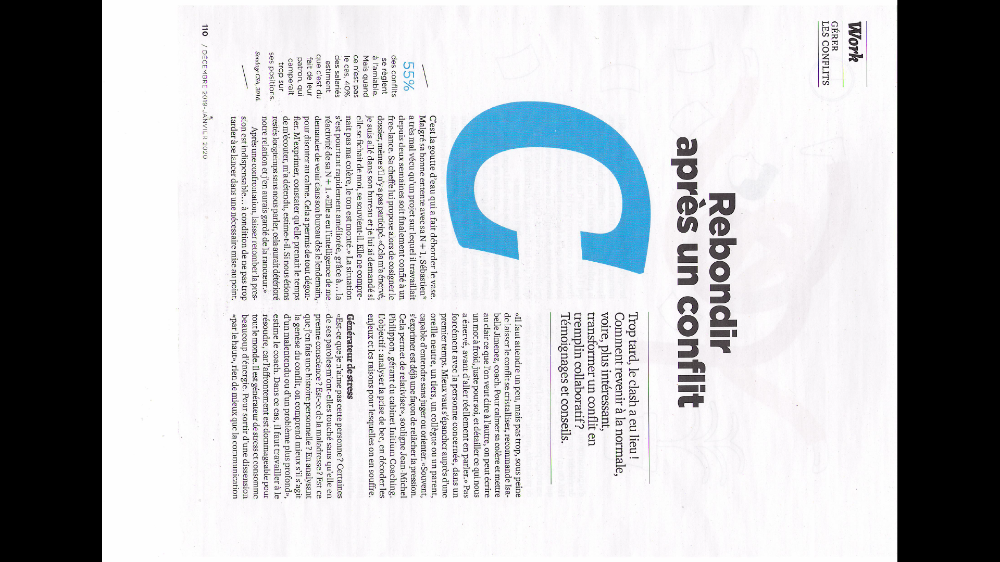 Work
GÉRER
LES CONFLITS
Rebondir
après un conflit
Trop tard, le clash a eu lieu!
Comment revenir à la normale,
voire, plus intéressant,
transformer un conflit en
tremplin collaboratif?
Témoignages et conseils.
C
C'est la goutte d'eau qui a fait déborder le vase.
Malgré sa bonne entente avec sa N + 1, Sébastien*
a très mal vécu qu'un projet sur lequel il travaillait
depuis deux semaines soit finalement confié à un
free-lance. Sa cheffe lui propose alors de cosigner le
dossier, même s'il n'y a pas participé. «Cela m'a énervé,
je suis allé dans son bureau et je lui ai demandé si
elle se fichait de moi, se souvient-il. Elle ne compre-
nait pas ma colère, le ton est monté.» La situation
s'est pourtant rapidement améliorée, grâce à... la
réactivité de sa N + 1. «Elle a eu l'intelligence de me
demander de venir dans son bureau dès le lendemain,
pour discuter au calme. Cela a permis de tout dégon-
fler. M'exprimer, constater qu'elle prenait le temps
de m'écouter, m'a détendu, estime-t-il. Si nous étions
restés longtemps sans nous parler, cela aurait détérioré
notre relation et j'en aurais gardé de la rancœur.»
Après une confrontation, laisser retomber la pres-
sion est indispensable... à condition de ne pas trop
tarder à se lancer dans une nécessaire mise au point.
«Il faut attendre un peu, mais pas trop, sous peine
de laisser le conflit se cristalliser, recommande Isa-
belle Jimenez, coach. Pour calmer sa colère et mettre
au clair ce que l'on veut dire à l'autre, on peut écrire
un mot à froid, juste pour soi, et détailler ce qui nous
a énervé, avant d'aller réellement en parler.» Pas
forcément avec la personne concernée, dans un
premier temps. Mieux vaut s'épancher auprès d'une
oreille neutre, un tiers, un collègue ou un parent,
capable d'entendre sans juger ou orienter. «Souvent,
s'exprimer est déjà une façon de relâcher la pression.
Cela permet de relativiser», souligne Jean-Michel
Philippon, gérant du cabinet Initium Coaching.
L'objectif : analyser la prise de bec, en décoder les
enjeux et les raisons pour lesquelles on en souffre.
Générateur de stress
«Est-ce que je n'aime pas cette personne? Certaines
de ses paroles m'ont-elles touché sans qu'elle en
prenne conscience? Est-ce de la maladresse? Est-ce
que j'en fais une histoire personnelle? En analysant
la genèse du conflit, on comprend mieux s'il s'agit
d'un malentendu ou d'un problème plus profond»,
estime le coach. Dans ce cas, il faut travailler à le
résoudre, car l'affrontement est dommageable pour
tout le monde. Il est générateur de stress et consomme
beaucoup d'énergie. Pour sortir d'une dissension
«par le haut», rien de mieux que la communication
55%
des conflits
se règlent
à l'amiable.
Mais quand
ce n'est pas
le cas, 40%
des salariés
estiment
que c'est du
fait de leur
patron, qui
camperait
trop sur
ses positions.
Sondage CSA, 2016.
110 / DÉCEMBRE 2019-JANVIER 2020